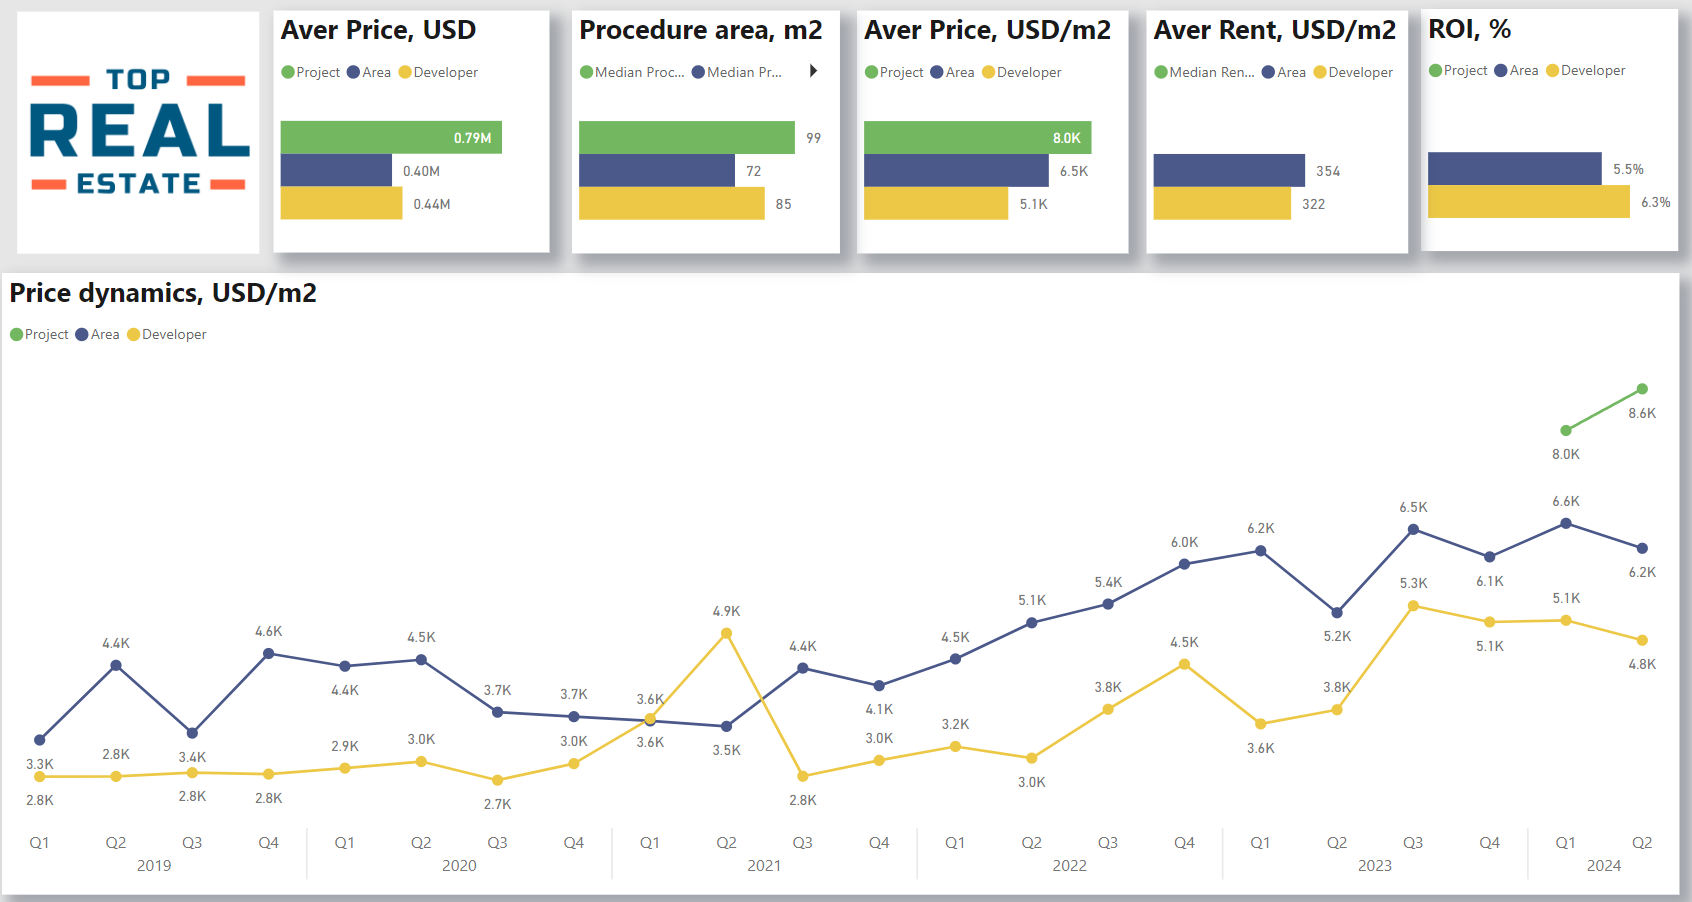 TOP
REAL
ESTATE
Aver Price, USD
Project Area Developer
0.79M
0.40M
0.44M
Procedure area, m2
Median Proc... Median Pr...
99
72
85
Aver Price, USD/m2
Project Area Developer
8.0K
6.5K
5.1K
Aver Rent, USD/m2
Median Ren... Area Developer
354
322
ROI, %
Project Area Developer
5.5%
6.3%
Price dynamics, USD/m2
Project Area Developer
8.6K
8.0K
3.3K 4.4K 3.4K 4.6K 4.4K 4.5K 3.7K 3.7K 3.6K 3.5K 4.4K 4.1K 4.5K 5.1K 5.4K 6.0K 6.2K 5.2K 6.5K 6.1K 6.6K 6.2K
2.8K 2.8K 2.8K 2.8K 2.9K 3.0K 2.7K 3.0K 3.6K 4.9K 2.8K 3.0K 3.2K 3.0K 3.8K 4.5K 3.6K 3.8K 5.3K 5.1K 5.1K 4.8K
Q1 Q2 Q3 Q4 Q1 Q2 Q3 Q4 Q1 Q2 Q3 Q4 Q1 Q2 Q3 Q4 Q1 Q2 Q3 Q4 Q1 Q2
2019 2020 2021 2022 2023 2024